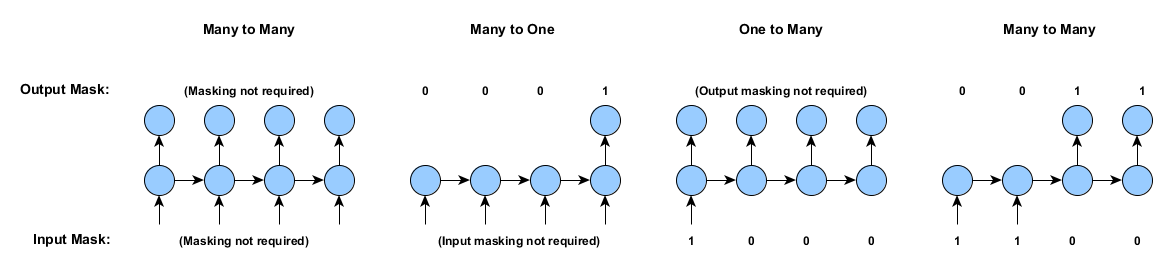 Many to Many Many to One One to Many Many to Many
Output Mask: (Masking not required) 0 0 0 1 (Output masking not required) 0 0 1 1
Input Mask: (Masking not required) (Input masking not required) 1 0 0 0 1 1 0 0